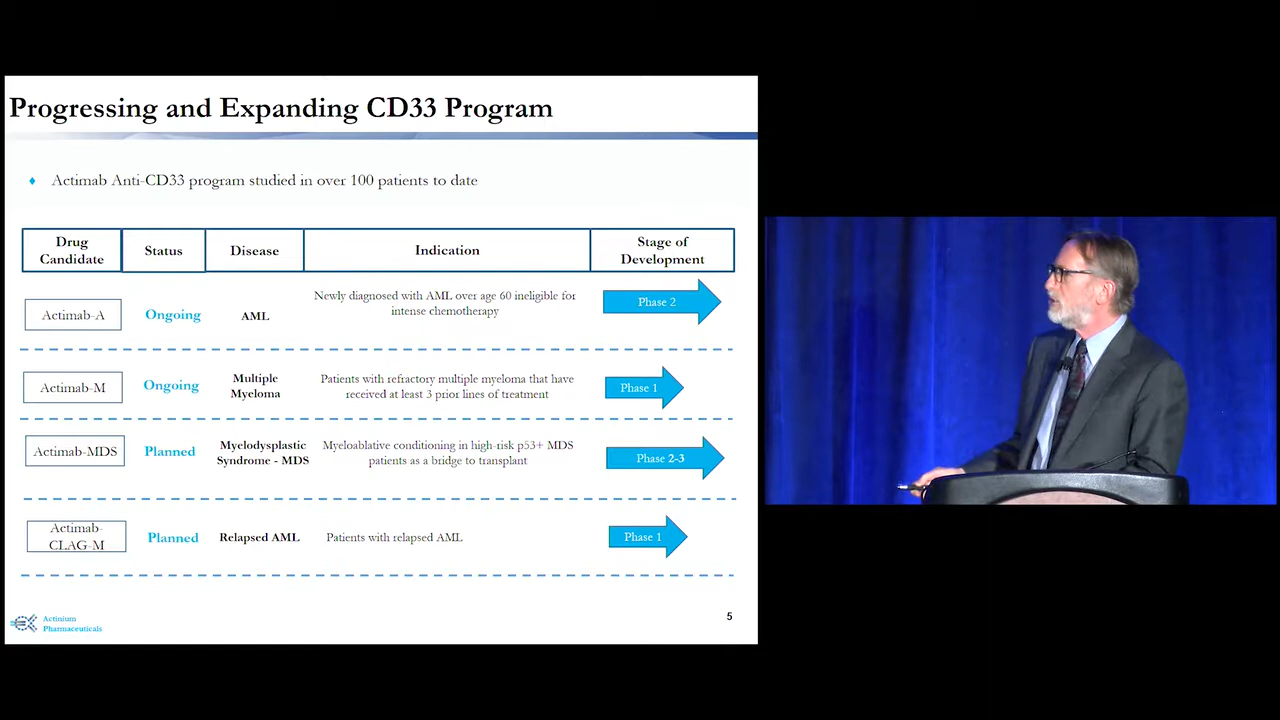 Progressing and Expanding CD33 Program
Actimab Anti-CD33 program studied in over 100 patients to date
Drug
Candidate
Status
Disease
Indication
Stage of
Development
Actimab-A
Ongoing
AML
Newly diagnosed with AML over age 60 ineligible for
intense chemotherapy
Phase 2
Actimab-M
Ongoing
Multiple
Myeloma
Patients with refractory multiple myeloma that have
received at least 3 prior lines of treatment
Phase 1
Actimab-MDS
Planned
Myelodysplastic
Syndrome - MDS
Myeloablative conditioning in high-risk p53+ MDS
patients as a bridge to transplant
Phase 2-3
Actimab-
CLAG-M
Planned
Relapsed AML
Patients with relapsed AML
Phase 1
Actinium
Pharmaceuticals
5